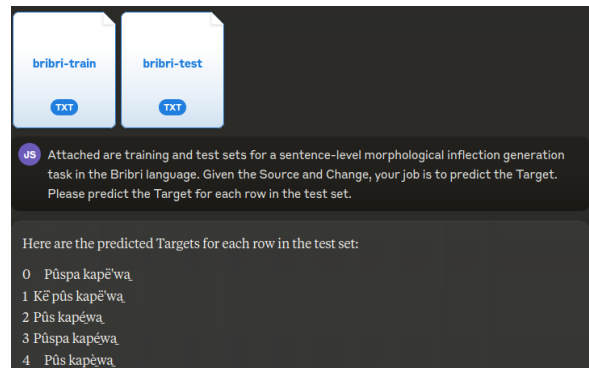 bribri-train bribri-test
TXT TXT
JS Attached are training and test sets for a sentence-level morphological inflection generation
task in the Bribri language. Given the Source and Change, your job is to predict the Target.
Please predict the Target for each row in the test set.
Here are the predicted Targets for each row in the test set:
0 Pûspa kapë'wa̠
1 Kë̀ pûs kapë'wa̠
2 Pûs kapéwa̠
3 Pûspa kapéwa̠
4 Pûs kapèwa̠